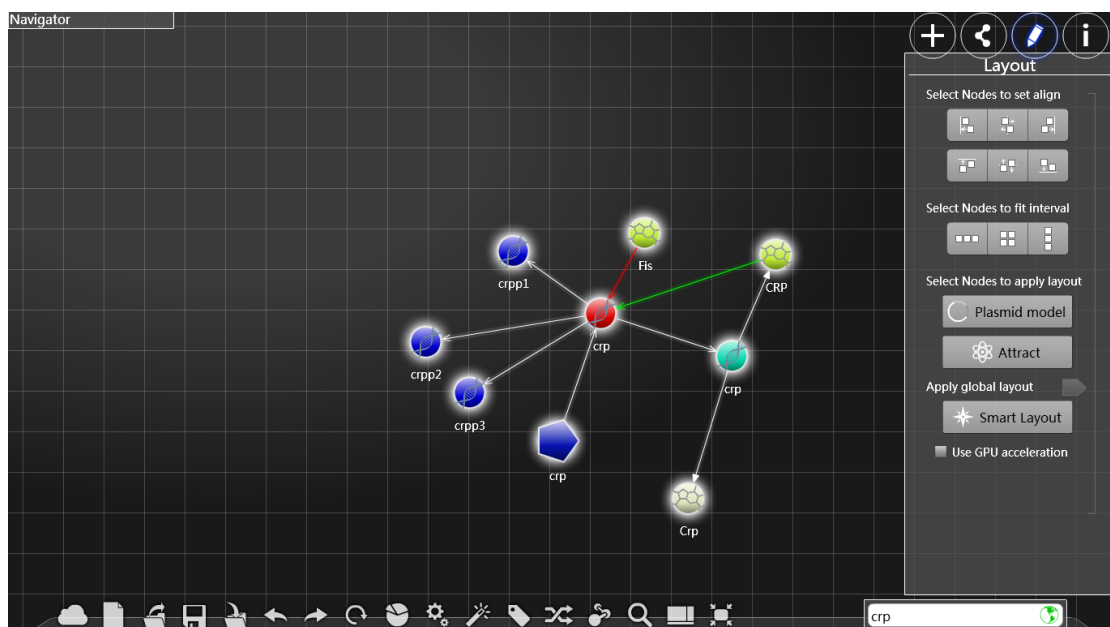 Navigator
Layout
Select Nodes to set align
Select Nodes to fit interval
Select Nodes to apply layout
Plasmid model
Attract
Apply global layout
Smart Layout
Use GPU acceleration
crpp1
Fis
CRP
crp
crpp2
crp
crpp3
crp
Crp
crp